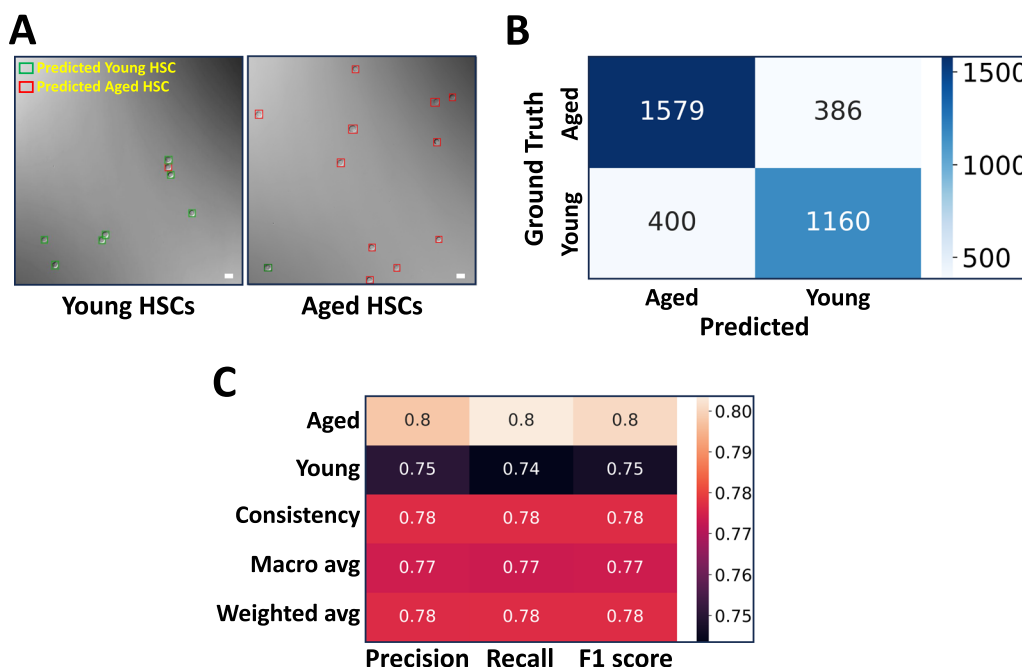 A
Predicted Young HSC
Predicted Aged HSC
Young HSCs
Aged HSCs
B
Ground Truth
Aged
Young
1579
386
400
1160
1500
1000
500
Aged
Young
Predicted
C
Aged
0.8
0.8
0.8
Young
0.75
0.74
0.75
Consistency
0.78
0.78
0.78
Macro avg
0.77
0.77
0.77
Weighted avg
0.78
0.78
0.78
0.80
0.79
0.78
0.77
0.76
0.75
Precision
Recall
F1 score